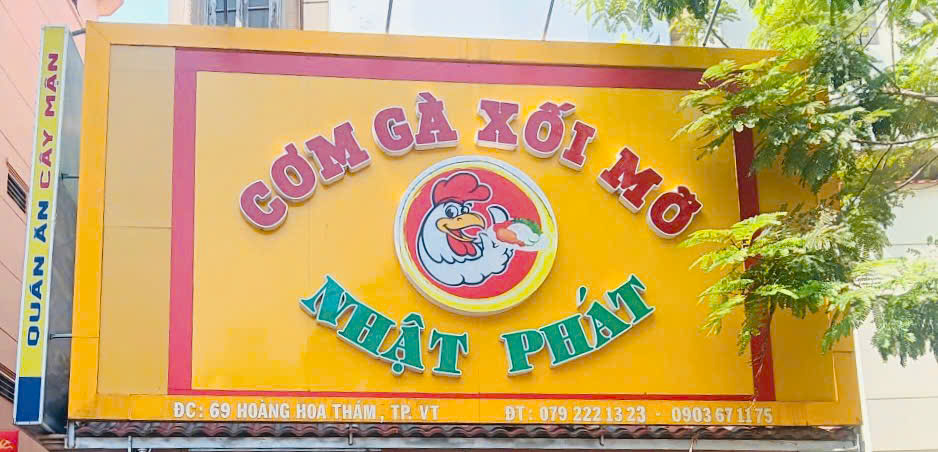 QUÁN ĂN CÂY MẬN
CƠM GÀ XỐI MỠ
NHẬT PHÁT
ĐC: 69 HOÀNG HOA THÁM, TP. VT ĐT: 079 222 13 23 - 0903 67 11 75